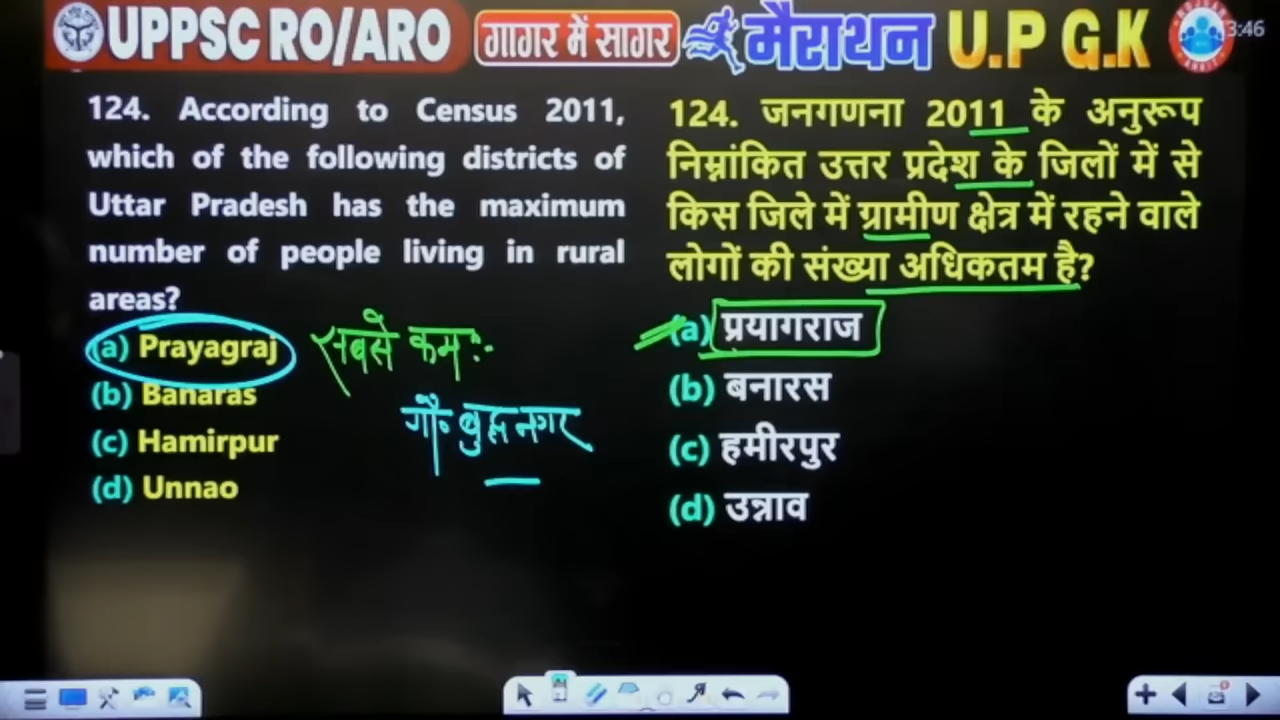 UPPSC RO/ARO
गागर में सागर
मैराथन U.P G.K
3:46
124. According to Census 2011,
which of the following districts of
Uttar Pradesh has the maximum
number of people living in rural
areas?
(a) Prayagraj
(b) Banaras
(c) Hamirpur
(d) Unnao
सबसे कम :-
गौ० बुद्ध नगर
124. जनगणना 2011 के अनुरूप
निम्नांकित उत्तर प्रदेश के जिलों में से
किस जिले में ग्रामीण क्षेत्र में रहने वाले
लोगों की संख्या अधिकतम है?
(a) प्रयागराज
(b) बनारस
(c) हमीरपुर
(d) उन्नाव